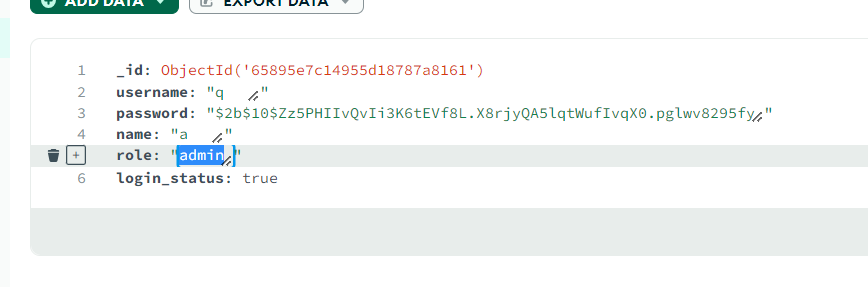 ADD DATA EXPORT DATA
1 _id: ObjectId('65895e7c14955d18787a8161')
2 username: "q"
3 password: "$2b$10$Zz5PHIIvQvIi3K6tEVf8L.X8rjyQA5lqtWufIvqX0.pglwv8295fy"
4 name: "a"
+ role: "admin"
6 login_status: true